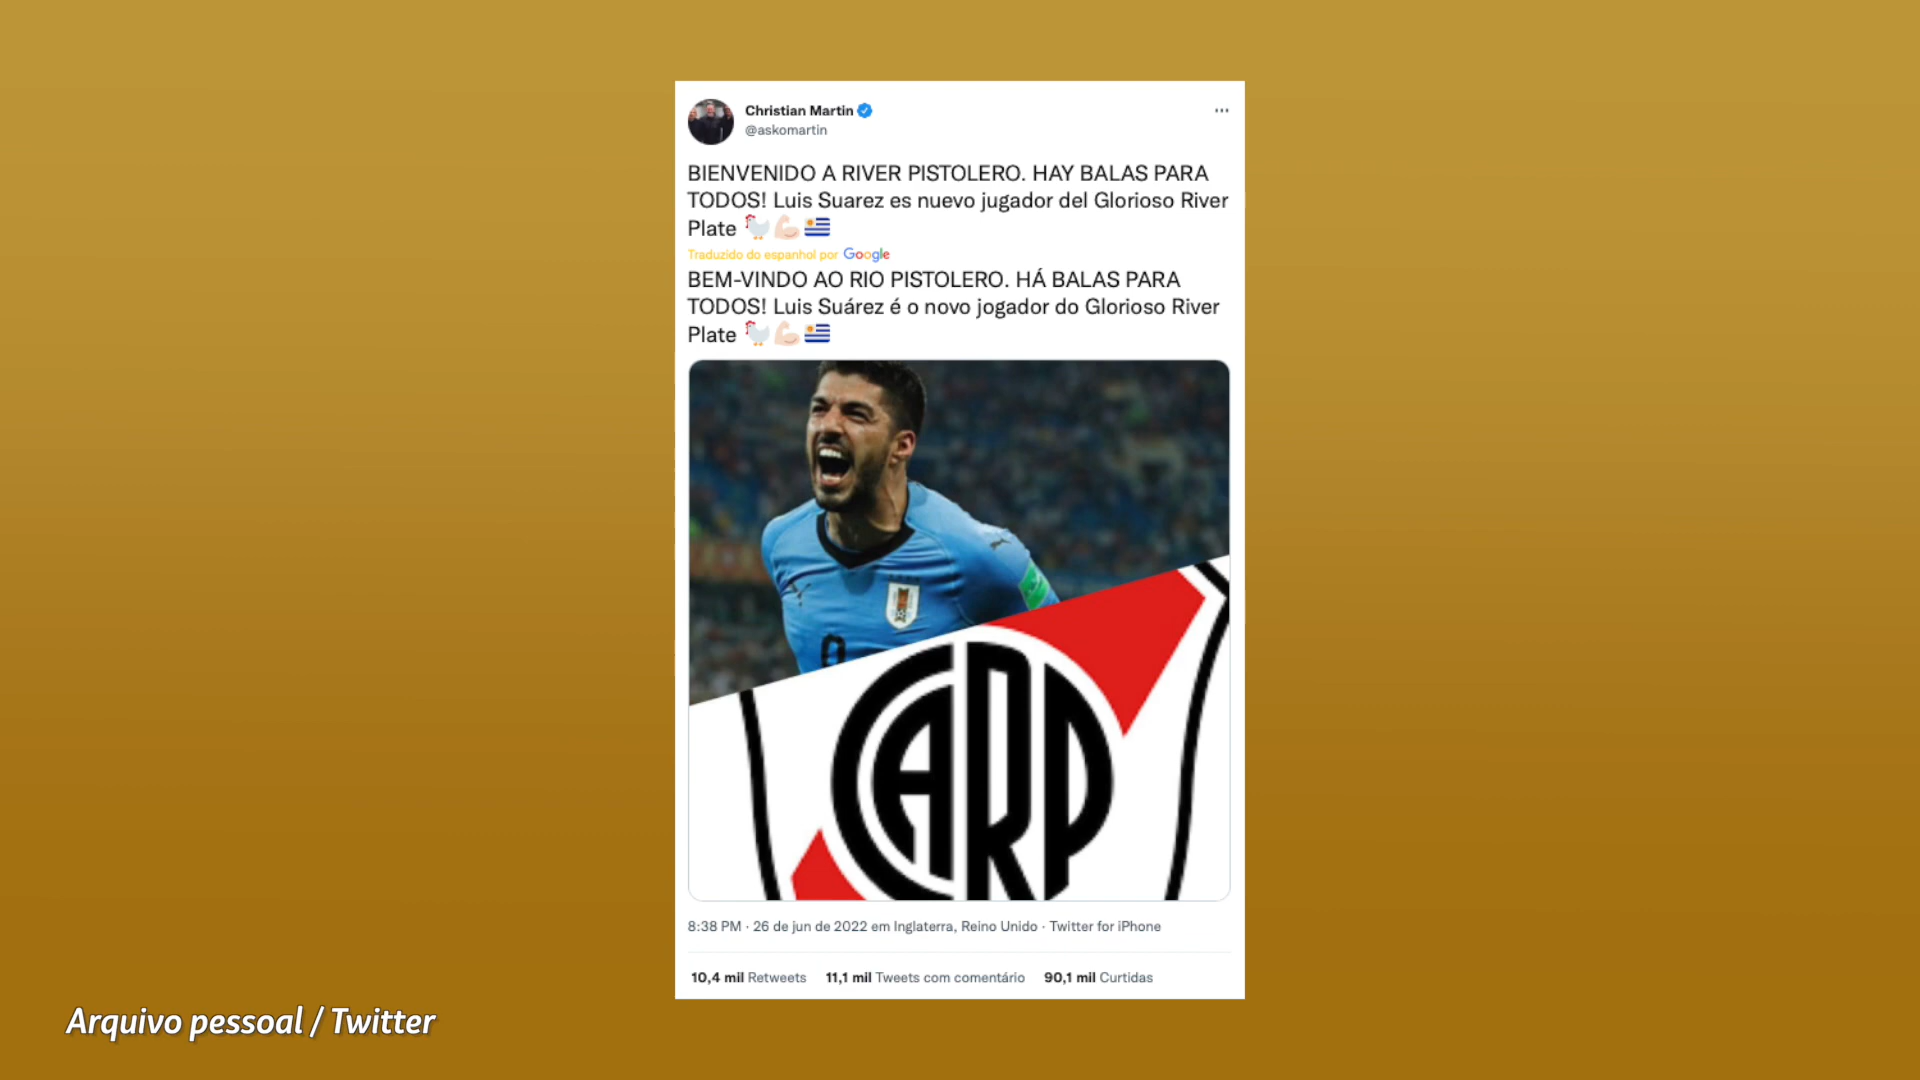 Christian Martin
@askomartin
BIENVENIDO A RIVER PISTOLERO. HAY BALAS PARA
TODOS! Luis Suarez es nuevo jugador del Glorioso River
Plate 🐓💪🏻🇺🇾
Traduzido do espanhol por Google
BEM-VINDO AO RIO PISTOLERO. HÁ BALAS PARA
TODOS! Luis Suárez é o novo jogador do Glorioso River
Plate 🐓💪🏻🇺🇾
9
CARP
8:38 PM · 26 de jun de 2022 em Inglaterra, Reino Unido · Twitter for iPhone
10,4 mil Retweets 11,1 mil Tweets com comentário 90,1 mil Curtidas
Arquivo pessoal / Twitter